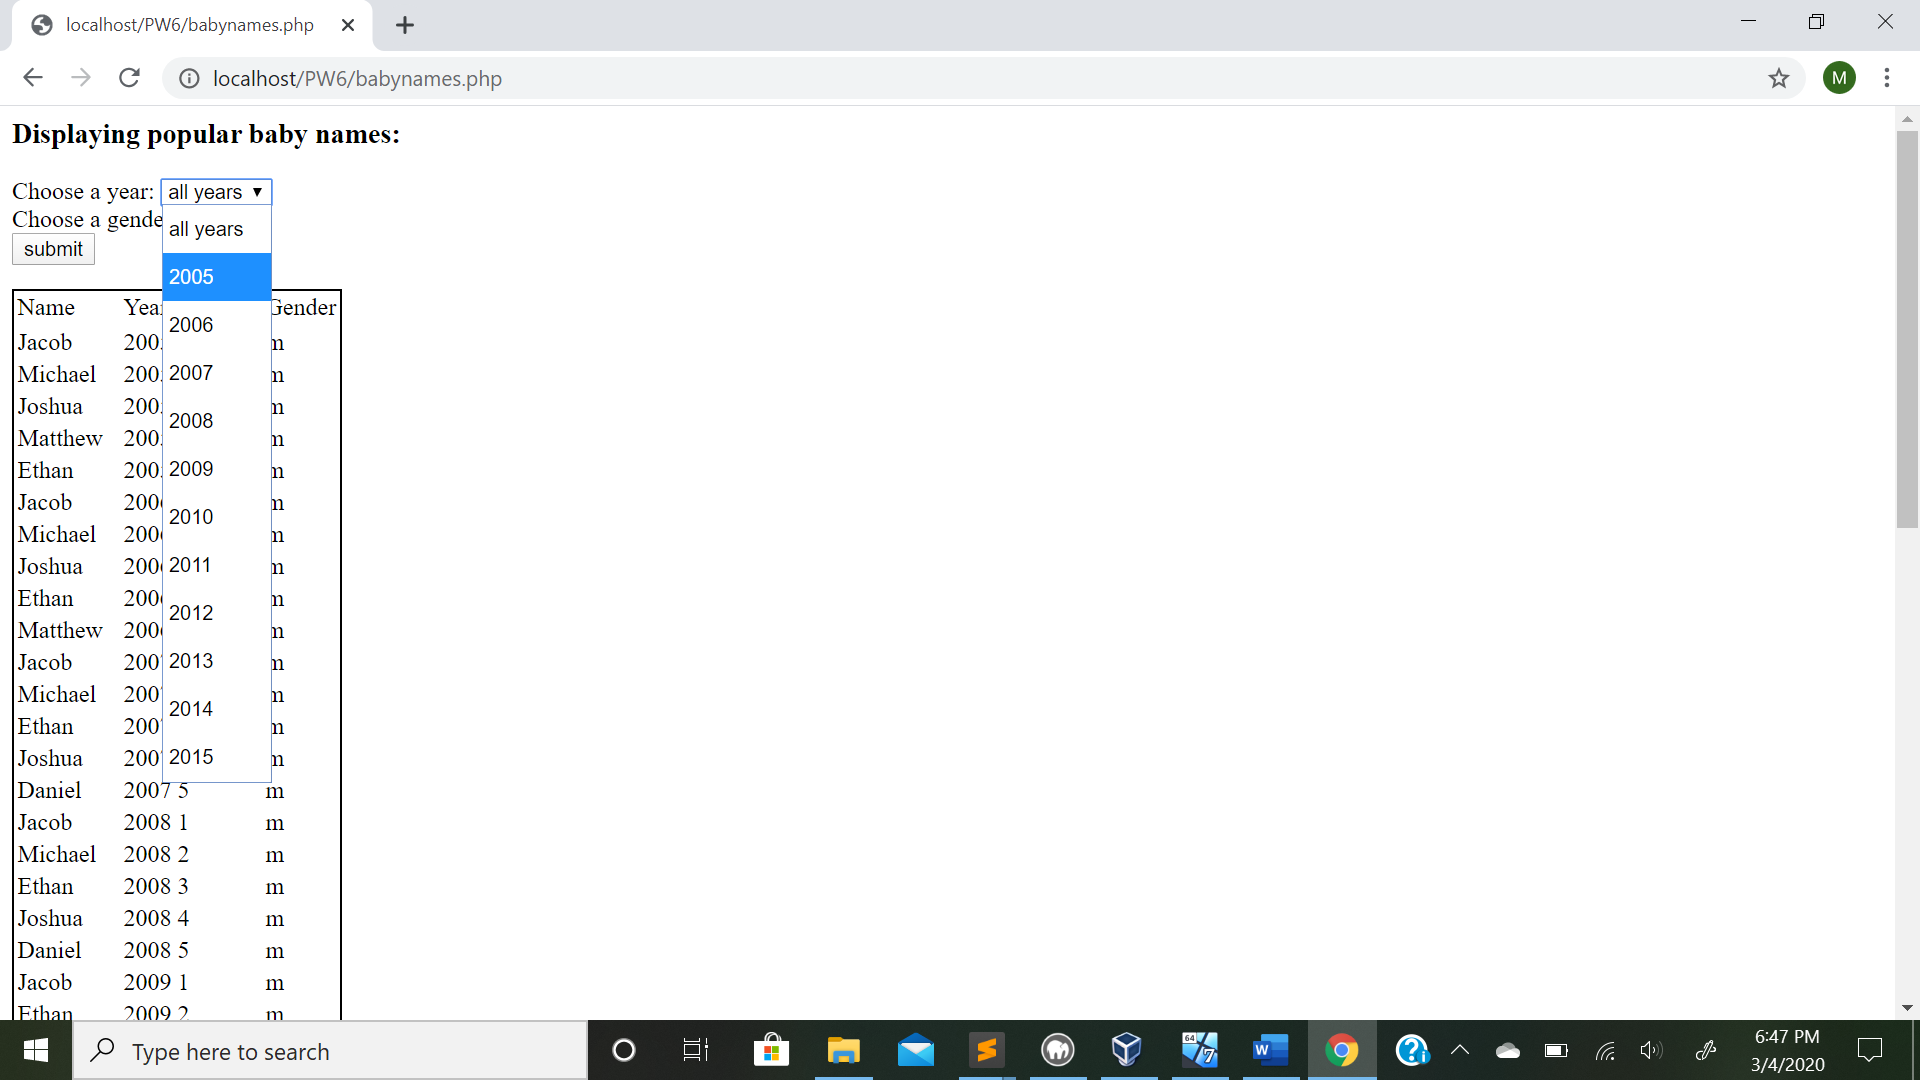 localhost/PW6/babynames.php
localhost/PW6/babynames.php
M
Displaying popular baby names:
Choose a year: all years
Choose a gende
all years
submit
2005
2006
2007
2008
2009
2010
2011
2012
2013
2014
2015
Name Yea Gender
Jacob 200 m
Michael 200 m
Joshua 200 m
Matthew 200 m
Ethan 200 m
Jacob 200 m
Michael 200 m
Joshua 200 m
Ethan 200 m
Matthew 200 m
Jacob 200 m
Michael 200 m
Ethan 200 m
Joshua 200 m
Daniel 2007 5 m
Jacob 2008 1 m
Michael 2008 2 m
Ethan 2008 3 m
Joshua 2008 4 m
Daniel 2008 5 m
Jacob 2009 1 m
Ethan 2009 2 m
Type here to search
64
7
W
?
i
6:47 PM
3/4/2020